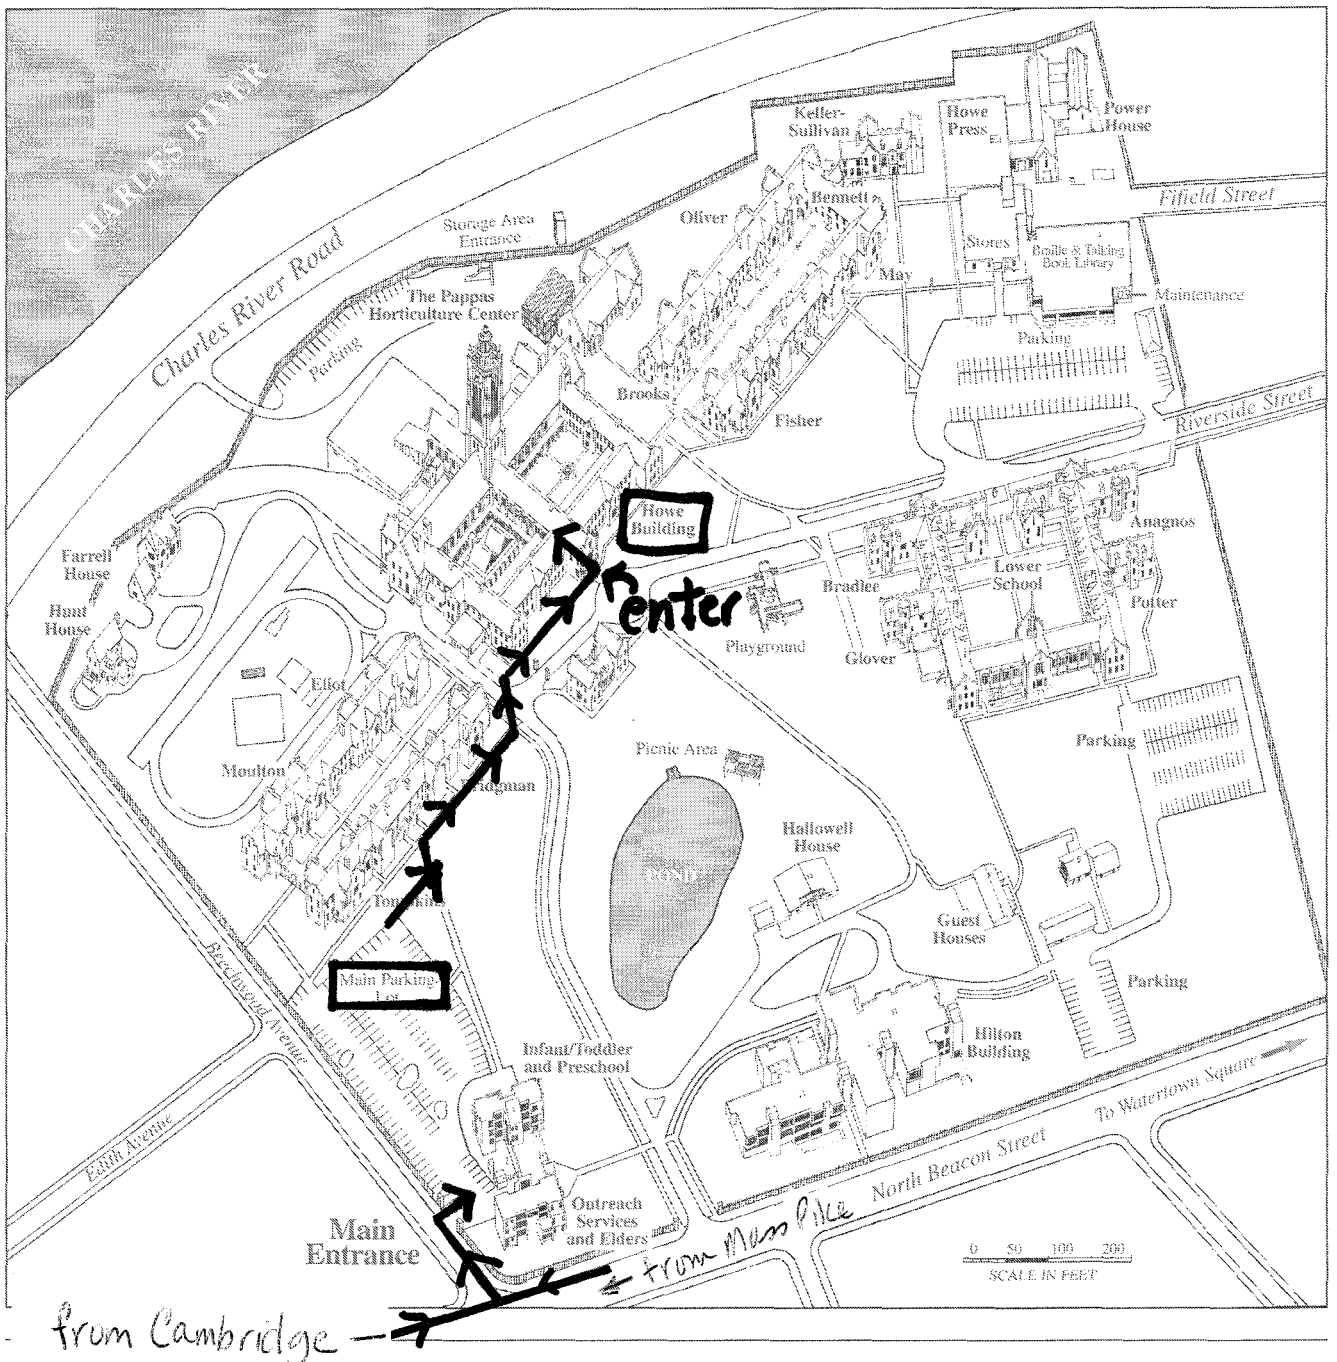 CHARLES RIVER
Charles River Road
Storage Area
Entrance
The Pappas
Horticulture Center
Parking
Keller-
Sullivan
Howe
Press
Power
House
Oliver
Bennett
Fifield Street
Stores
Braille & Talking
Book Library
May
Maintenance
Parking
Brooks
Fisher
Riverside Street
Howe
Building
Anagnos
Farrell
House
Lower
School
Bradlee
enter
Potter
Hunt
House
Playground
Glover
Eliot
Picnic Area
Parking
Moulton
Bridgman
Hallowell
House
POND
Tompkins
Guest
Houses
Beechwood Avenue
Main Parking
Lot
Parking
Hilton
Building
Infant/Toddler
and Preschool
To Watertown Square
Edith Avenue
North Beacon Street
Outreach
Services
and Elders
Main
Entrance
from Mass Pike
0 50 100 200
SCALE IN FEET
from Cambridge